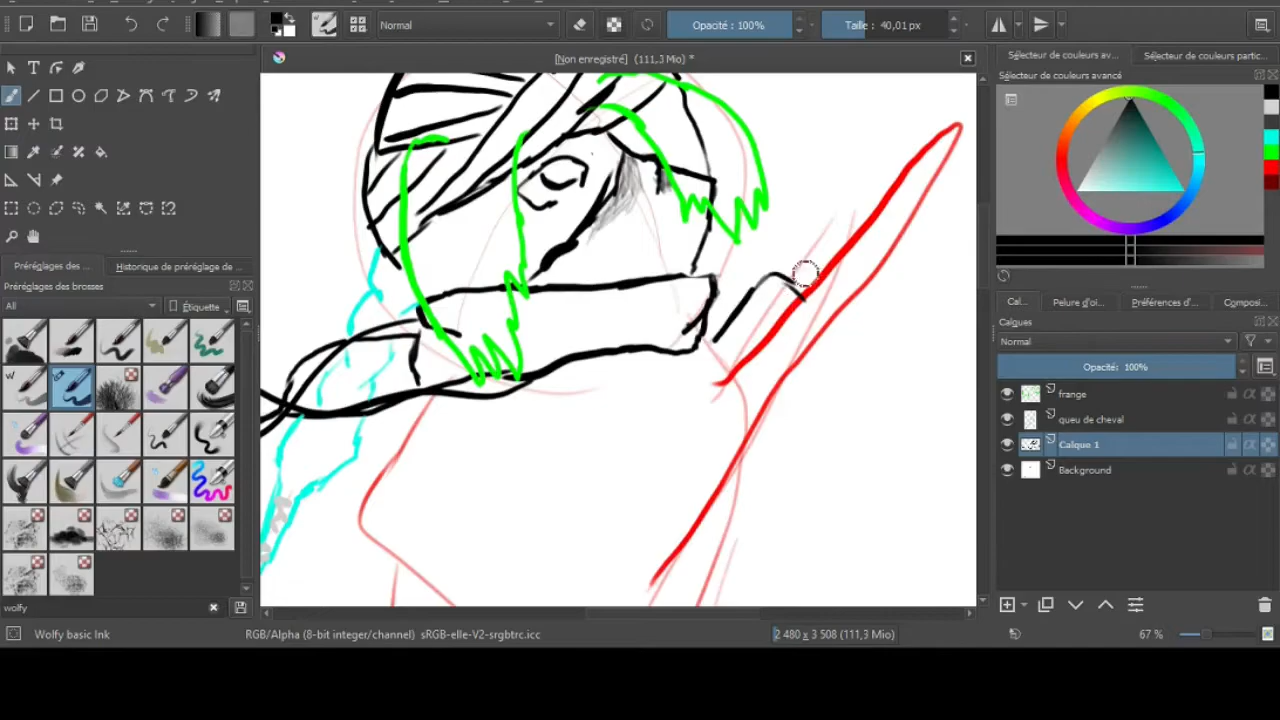 Normal
Opacité : 100%
Taille : 40,01 px
[Non enregistré] (111,3 Mio) *
Sélecteur de couleurs av...
Sélecteur de couleurs partic...
Sélecteur de couleurs avancé
Préréglages des ...
Historique de préréglage de ...
Préréglages des brosses
All
Étiquette
Cal...
Pelure d'oi...
Préférences d'...
Composi...
Calques
Normal
Opacité: 100%
frange
queu de cheval
Calque 1
Background
wolfy
Wolfy basic Ink
RGB/Alpha (8-bit integer/channel) sRGB-elle-V2-srgbtrc.icc
2 480 x 3 508 (111,3 Mio)
67 %